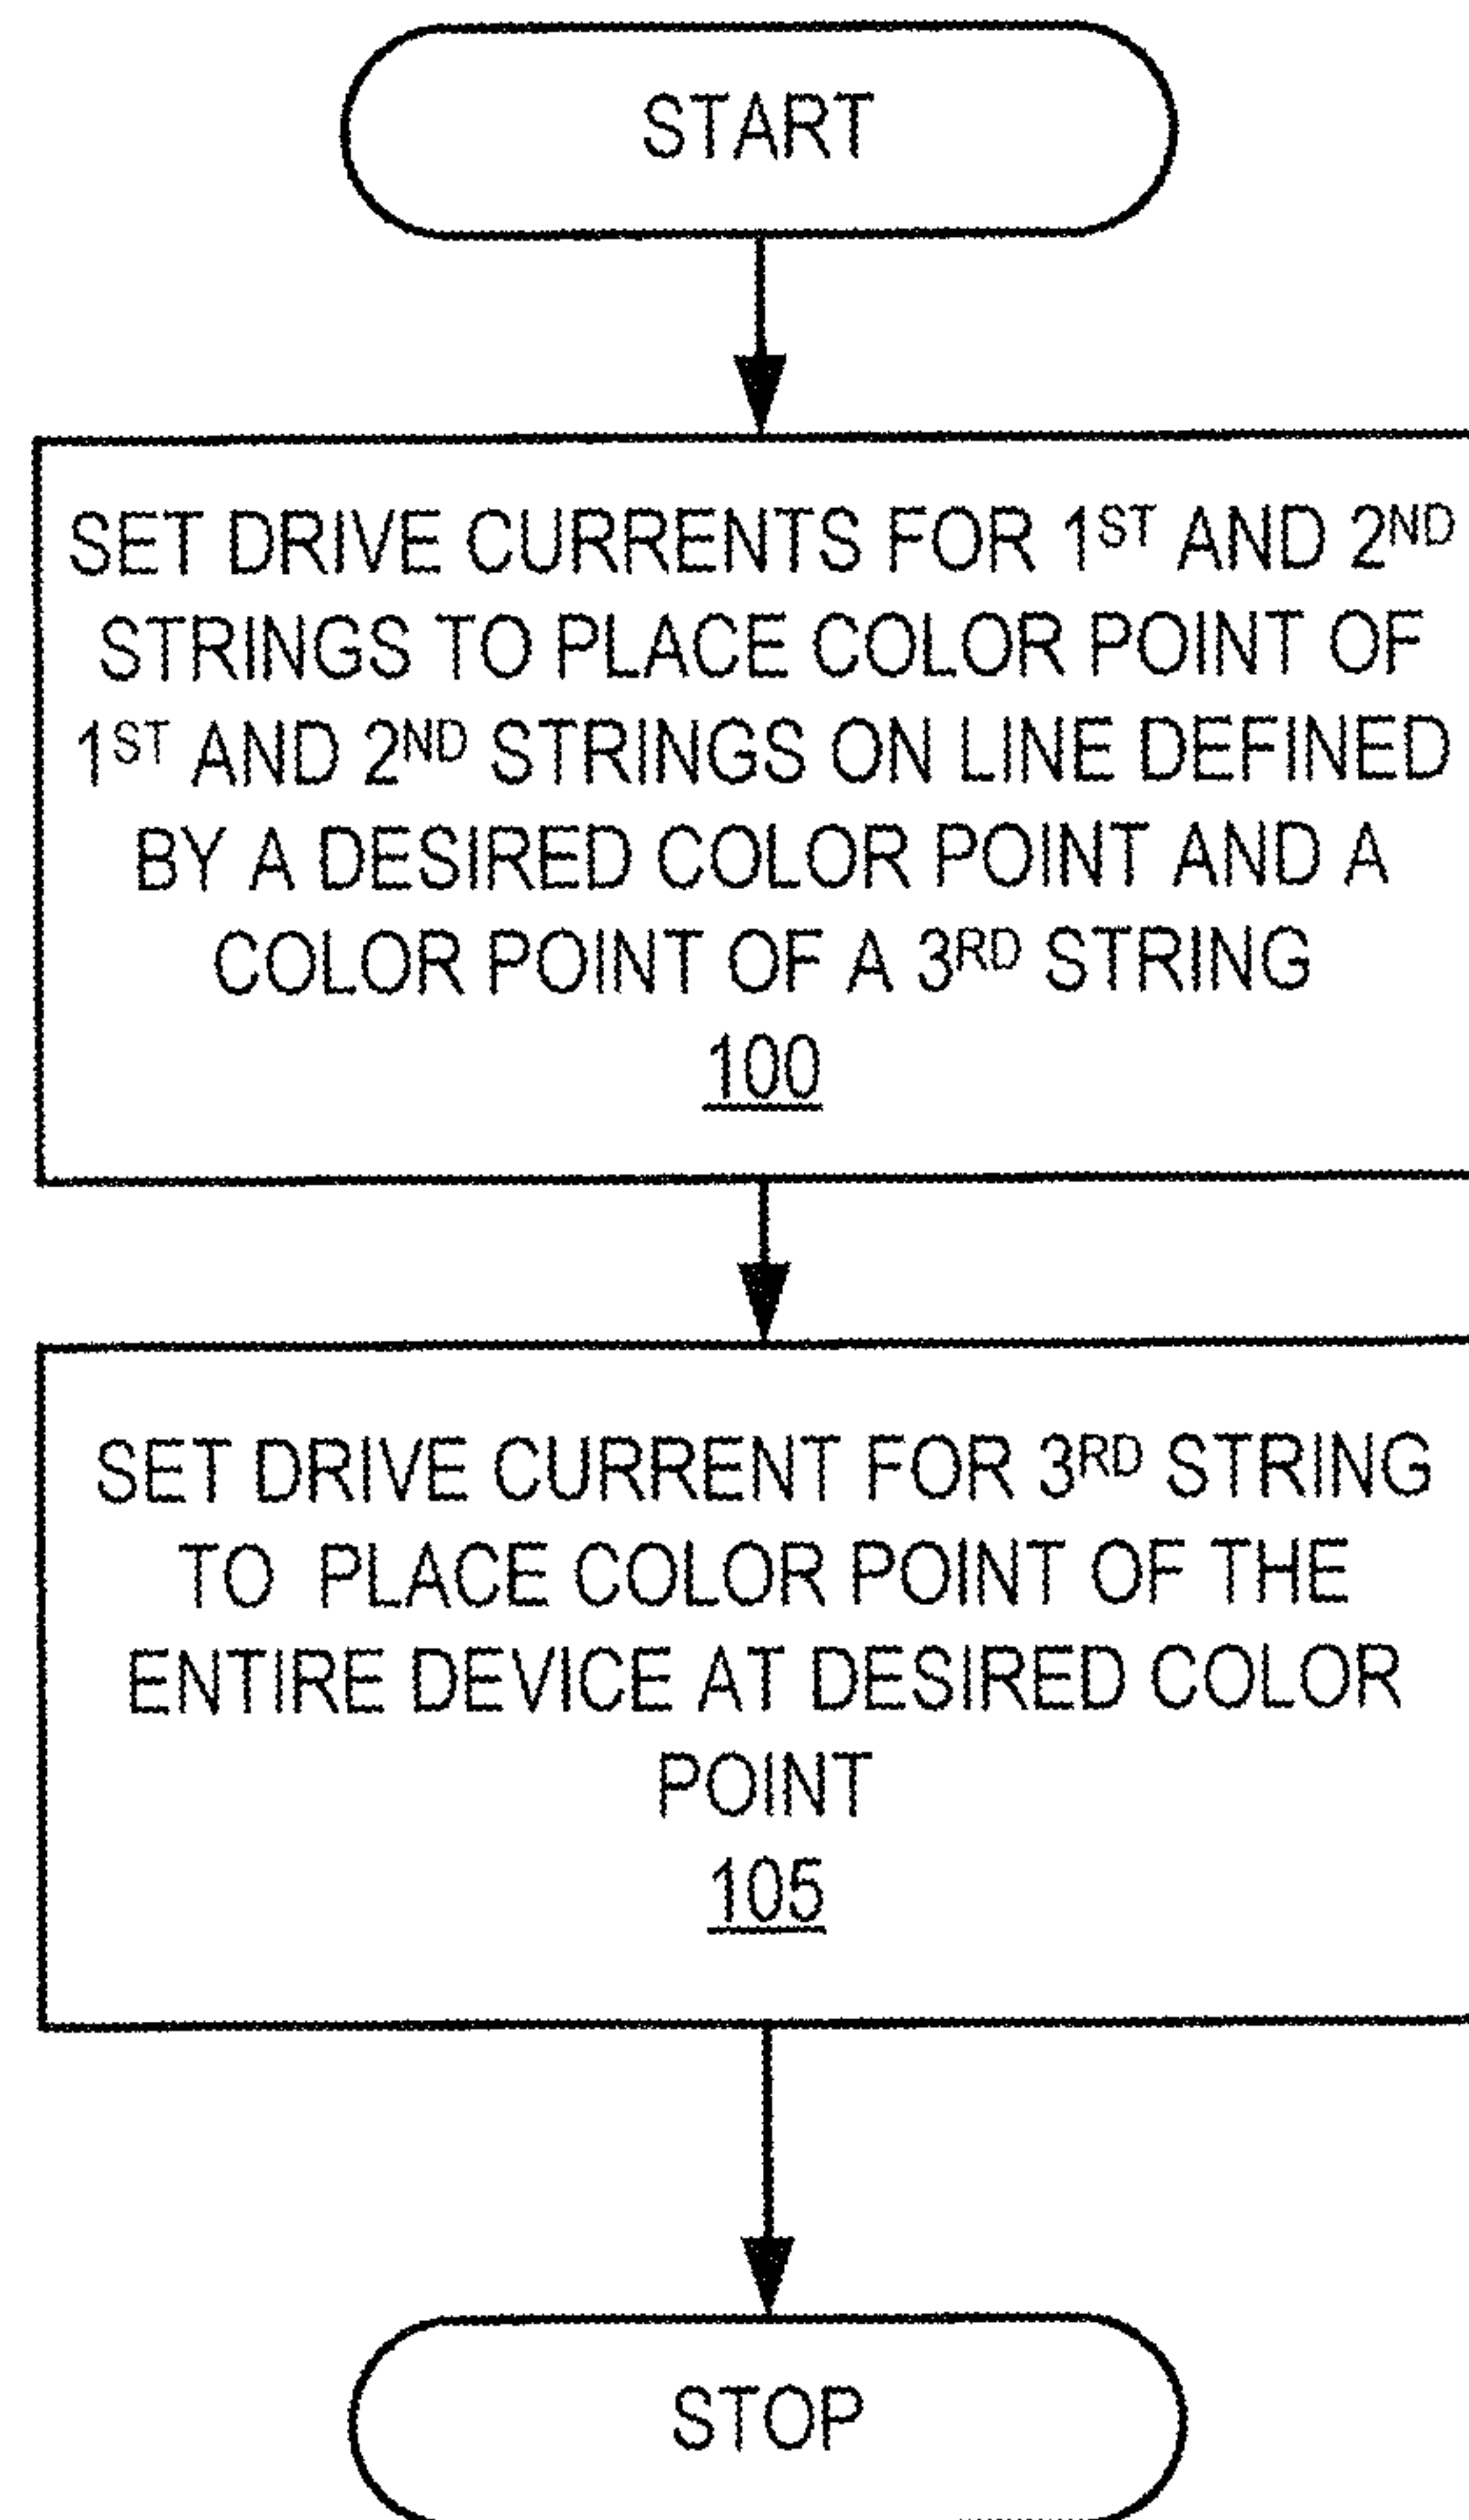 START
SET DRIVE CURRENTS FOR 1ST AND 2ND
STRINGS TO PLACE COLOR POINT OF
1ST AND 2ND STRINGS ON LINE DEFINED
BY A DESIRED COLOR POINT AND A
COLOR POINT OF A 3RD STRING
100
SET DRIVE CURRENT FOR 3RD STRING
TO PLACE COLOR POINT OF THE
ENTIRE DEVICE AT DESIRED COLOR
POINT
105
STOP